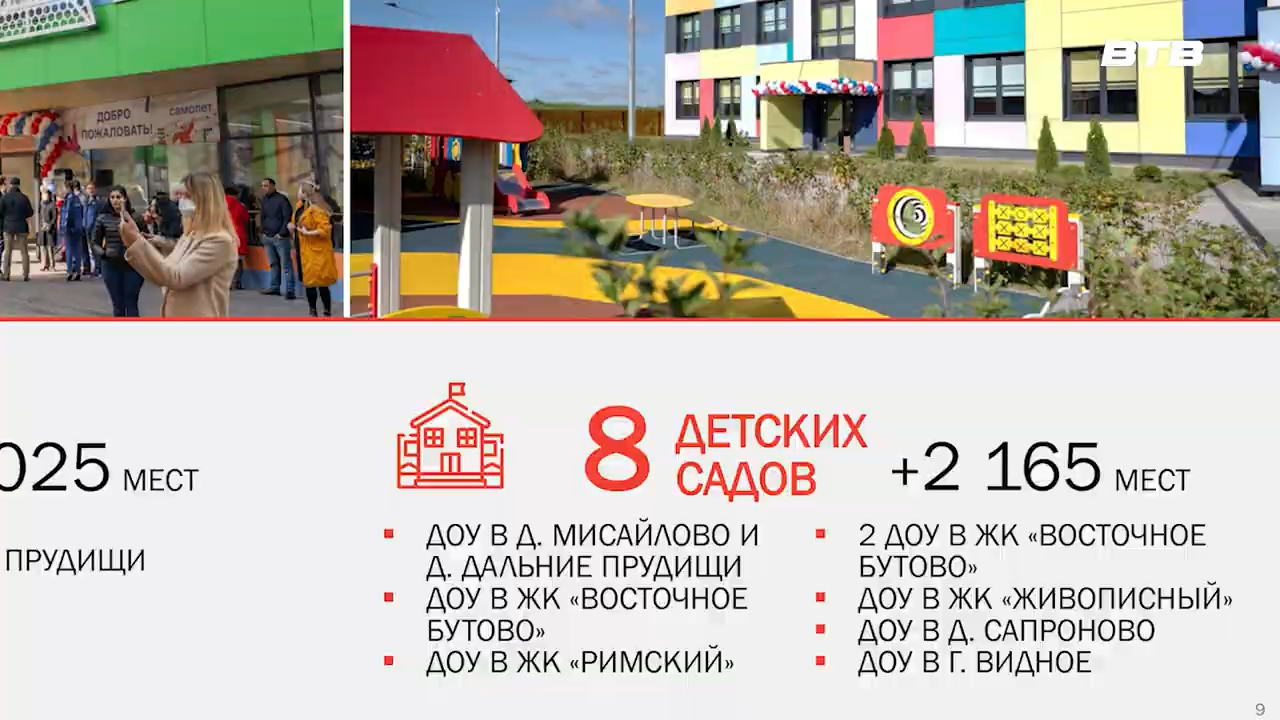 ДОБРО
ПОЖАЛОВАТЬ!
самолет
ВТВ
025 МЕСТ
ПРУДИЩИ
8 ДЕТСКИХ
САДОВ
+2 165 МЕСТ
ДОУ В Д. МИСАЙЛОВО И
Д. ДАЛЬНИЕ ПРУДИЩИ
ДОУ В ЖК «ВОСТОЧНОЕ
БУТОВО»
ДОУ В ЖК «РИМСКИЙ»
2 ДОУ В ЖК «ВОСТОЧНОЕ
БУТОВО»
ДОУ В ЖК «ЖИВОПИСНЫЙ»
ДОУ В Д. САПРОНОВО
ДОУ В Г. ВИДНОЕ
9